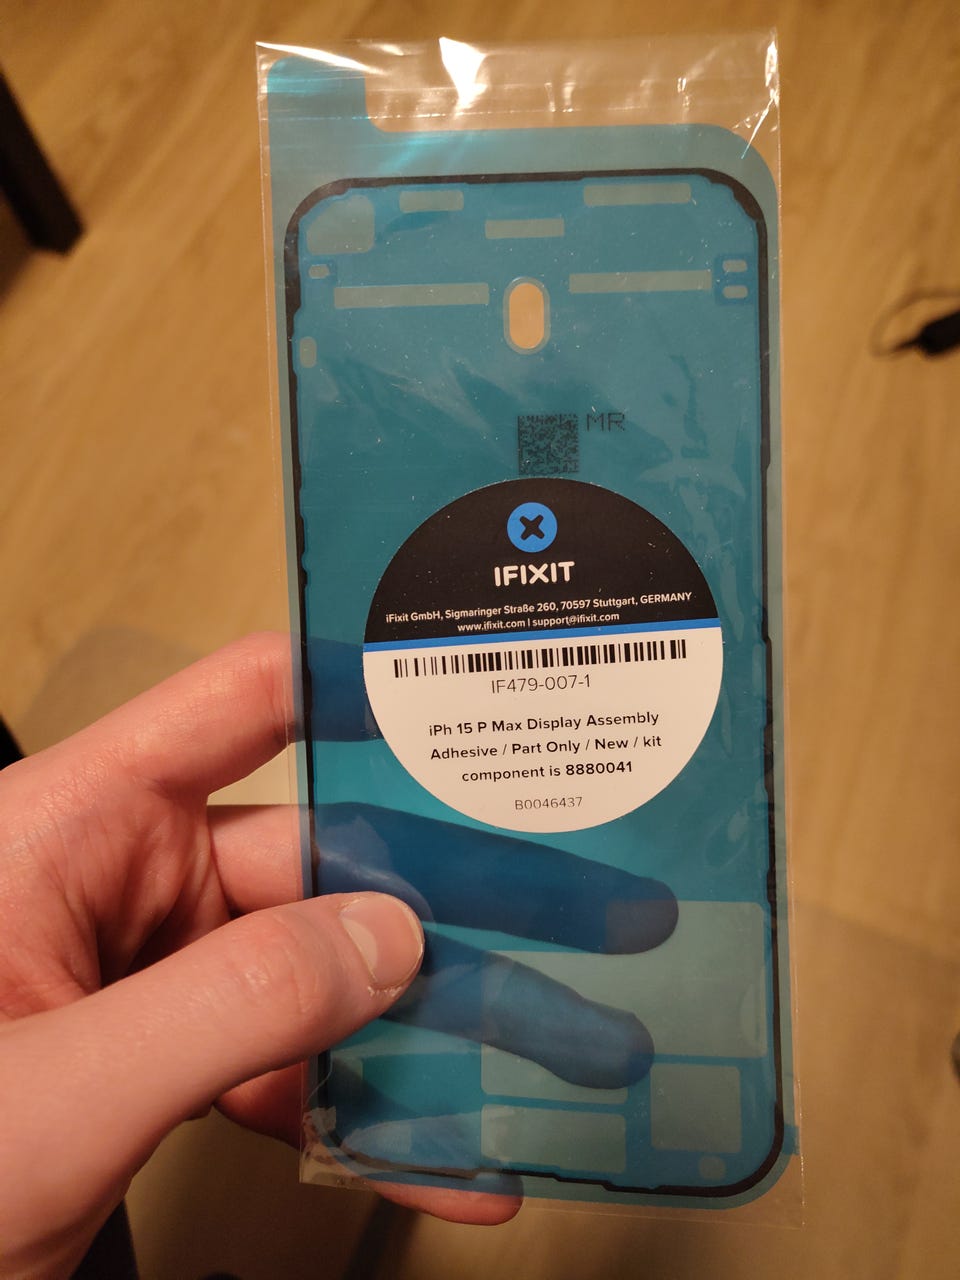 MR
IFIXIT
iFixit GmbH, Sigmaringer Straße 260, 70597 Stuttgart, GERMANY
www.ifixit.com | support@ifixit.com
IF479-007-1
iPh 15 P Max Display Assembly
Adhesive / Part Only / New / kit
component is 8880041
B0046437